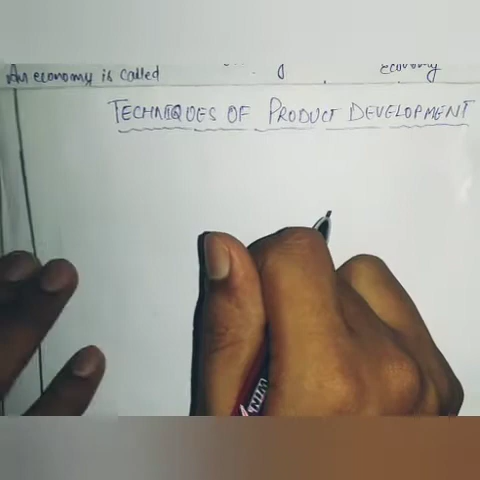 An economy is called economy
TECHNIQUES OF PRODUCT DEVELOPMENT